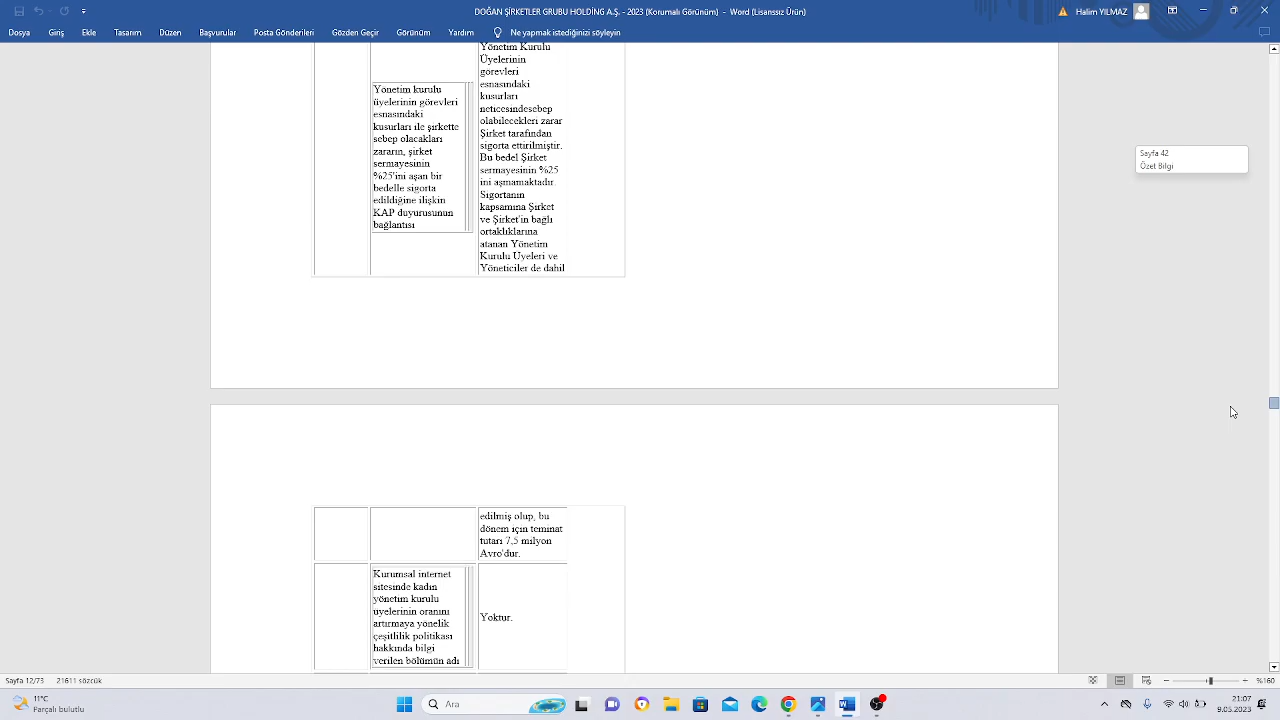 DOĞAN ŞİRKETLER GRUBU HOLDİNG A.Ş. - 2023 (Korumalı Görünüm) - Word (Lisanssız Ürün)
Halim YILMAZ
Dosya Giriş Ekle Tasarım Düzen Başvurular Posta Gönderileri Gözden Geçir Görünüm Yardım Ne yapmak istediğinizi söyleyin
Yönetim kurulu
üyelerinin görevleri
esnasındaki
kusurları ile şirkette
sebep olacakları
zararın, şirket
sermayesinin
%25'ini aşan bir
bedelle sigorta
edildiğine ilişkin
KAP duyurusunun
bağlantısı
Yönetim Kurulu
Üyelerinin
görevleri
esnasındaki
kusurları
neticesindesebep
olabilecekleri zarar
Şirket tarafından
sigorta ettirilmiştir.
Bu bedel Şirket
sermayesinin %25
ini aşmamaktadır.
Sigortanın
kapsamına Şirket
ve Şirket'in bağlı
ortaklıklarına
atanan Yönetim
Kurulu Üyeleri ve
Yöneticiler de dahil
Sayfa 42
Özet Bilgi
edilmiş olup, bu
dönem için teminat
tutarı 7,5 milyon
Avro'dur.
Kurumsal internet
sitesinde kadın
yönetim kurulu
üyelerinin oranını
artırmaya yönelik
çeşitlilik politikası
hakkında bilgi
verilen bölümün adı
Yoktur.
Sayfa 12/73 21611 sözcük
%160
11°C
Parçalı bulutlu
Ara
21:07
9.05.2023